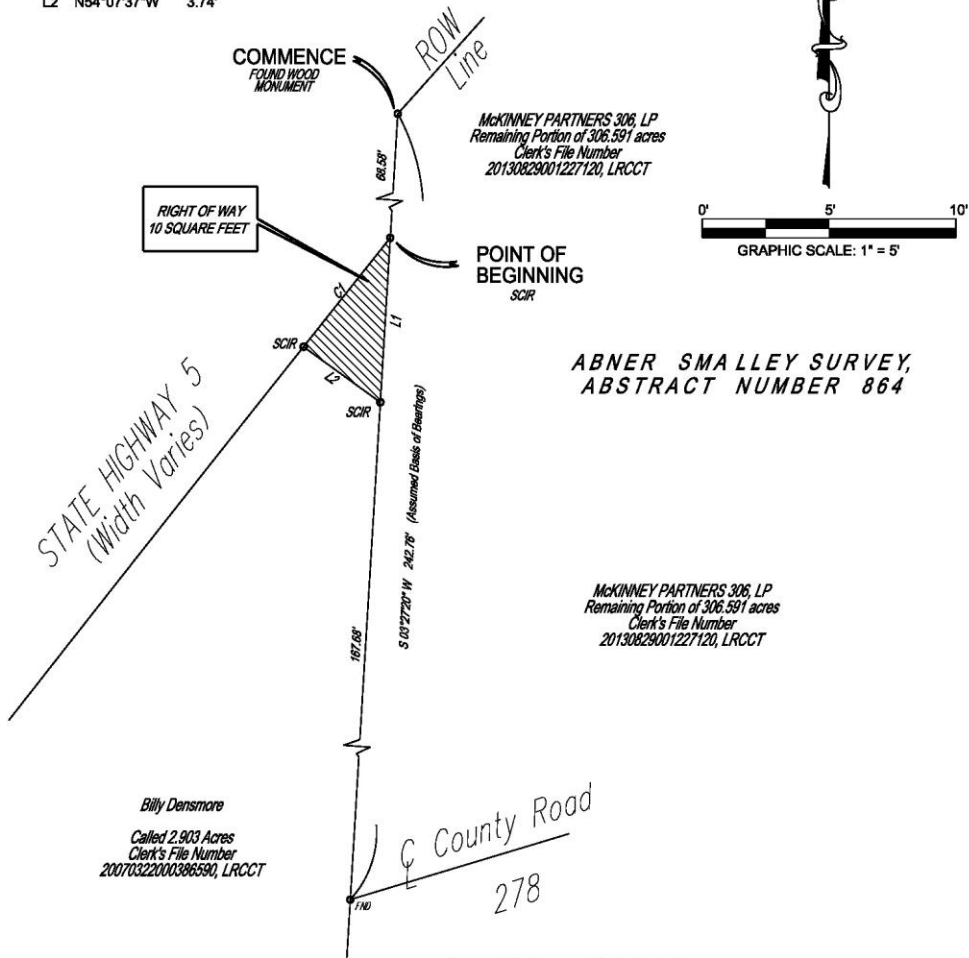 L2 N54°07'37"W 3.74'
COMMENCE
FOUND WOOD
MONUMENT
ROW
Line
McKINNEY PARTNERS 306, LP
Remaining Portion of 306.591 acres
Clerk's File Number
20130829001227120, LRCCT
68.58'
RIGHT OF WAY
10 SQUARE FEET
0' 5' 10'
GRAPHIC SCALE: 1" = 5'
POINT OF
BEGINNING
SCIR
C1
L1
SCIR
L2
SCIR
ABNER SMALLEY SURVEY,
ABSTRACT NUMBER 864
STATE HIGHWAY 5
(Width Varies)
S 03°27'20" W 242.76' (Assumed Basis of Bearings)
167.68'
McKINNEY PARTNERS 306, LP
Remaining Portion of 306.591 acres
Clerk's File Number
20130829001227120, LRCCT
Billy Densmore
Called 2.903 Acres
Clerk's File Number
20070322000386590, LRCCT
℄ County Road
278
FND